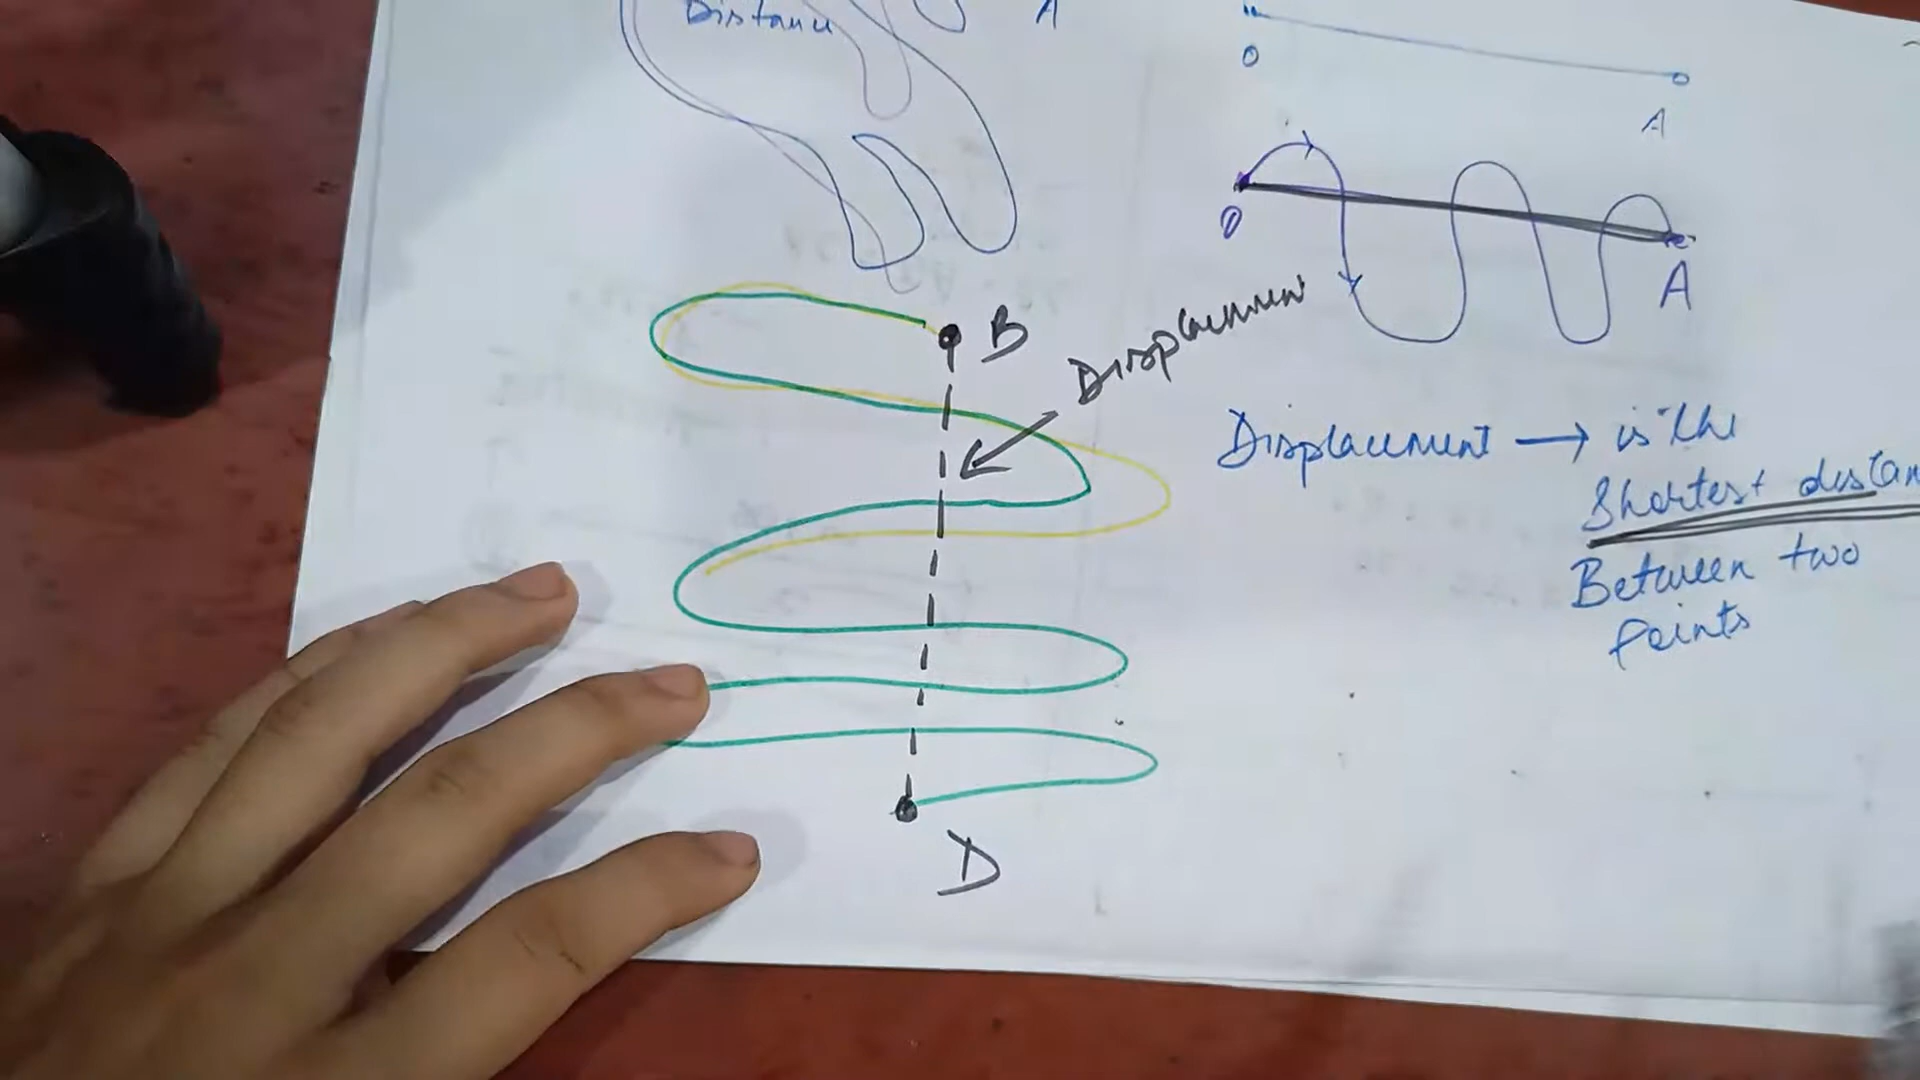 Distance
A
O
A
O
A
B
Displacement
Displacement → is the
Shortest distan
Between two
points
D